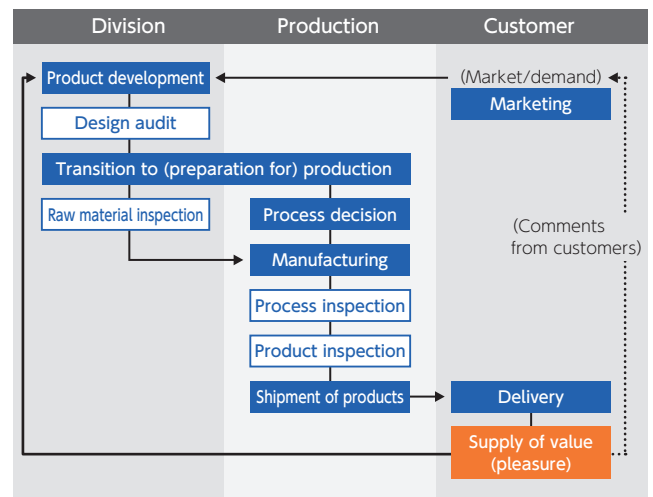 Division
Production
Customer
Product development
(Market/demand)
Marketing
Design audit
Transition to (preparation for) production
Raw material inspection
Process decision
(Comments
from customers)
Manufacturing
Process inspection
Product inspection
Shipment of products
Delivery
Supply of value
(pleasure)